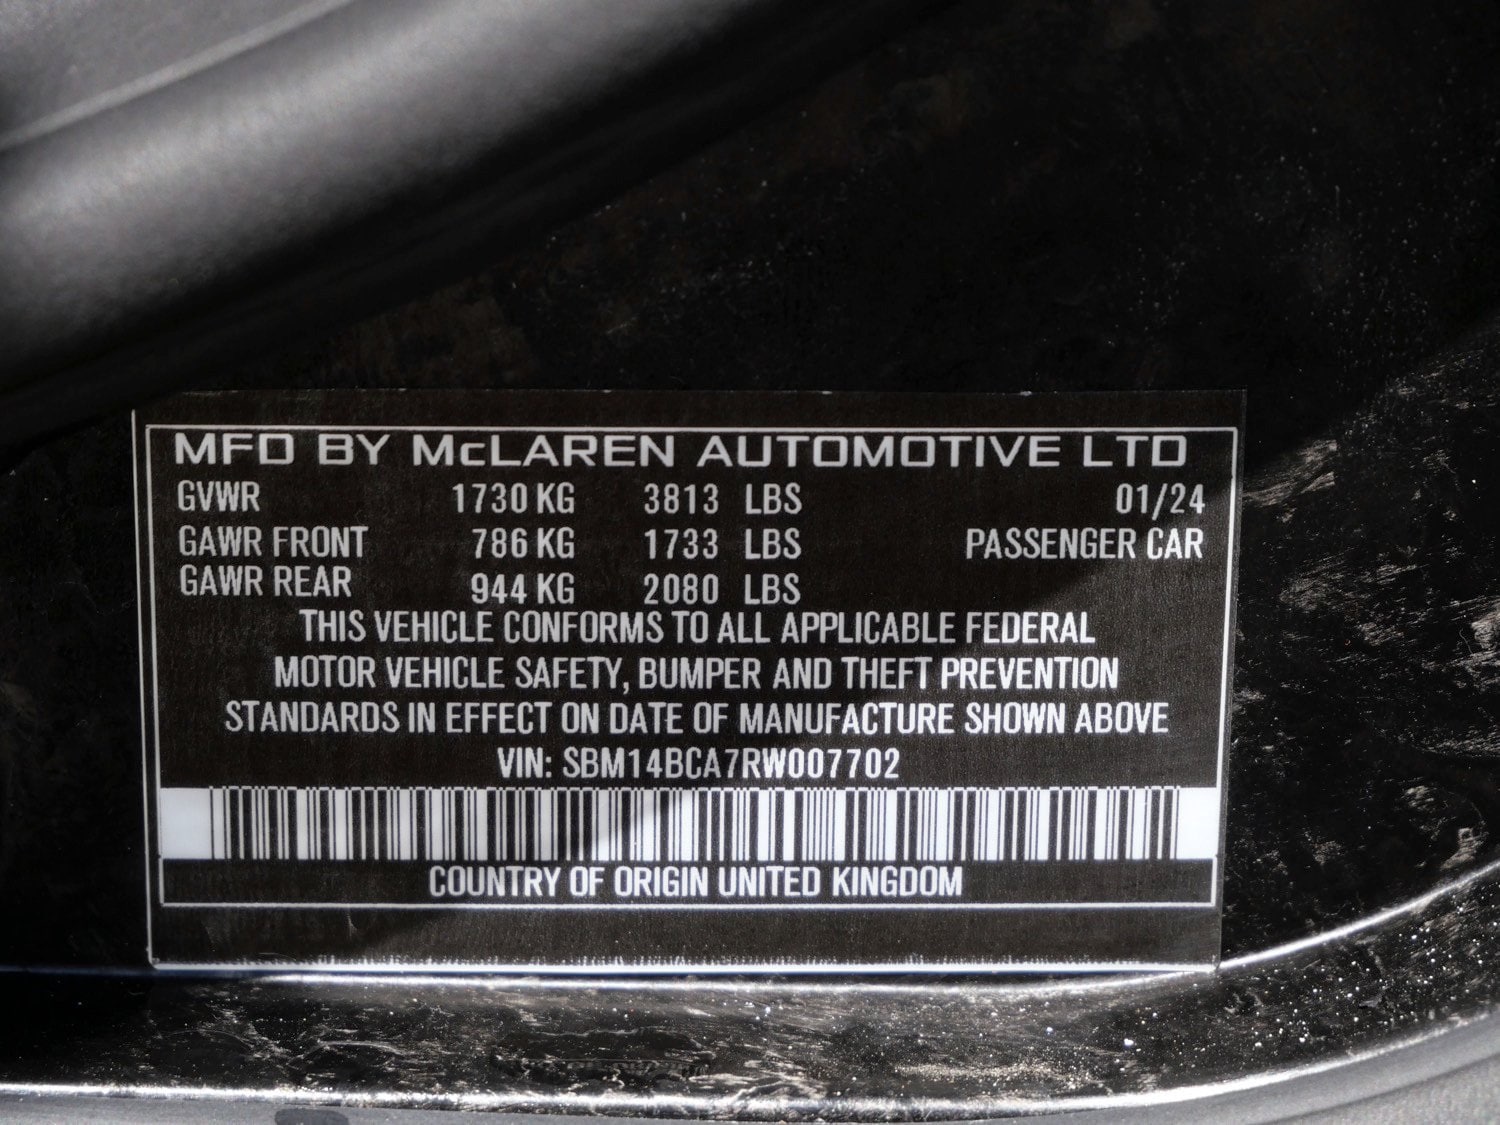 MFD BY McLAREN AUTOMOTIVE LTD
GVWR 1730 KG 3813 LBS 01/24
GAWR FRONT 786 KG 1733 LBS PASSENGER CAR
GAWR REAR 944 KG 2080 LBS
THIS VEHICLE CONFORMS TO ALL APPLICABLE FEDERAL
MOTOR VEHICLE SAFETY, BUMPER AND THEFT PREVENTION
STANDARDS IN EFFECT ON DATE OF MANUFACTURE SHOWN ABOVE
VIN: SBM14BCA7RW007702
COUNTRY OF ORIGIN UNITED KINGDOM